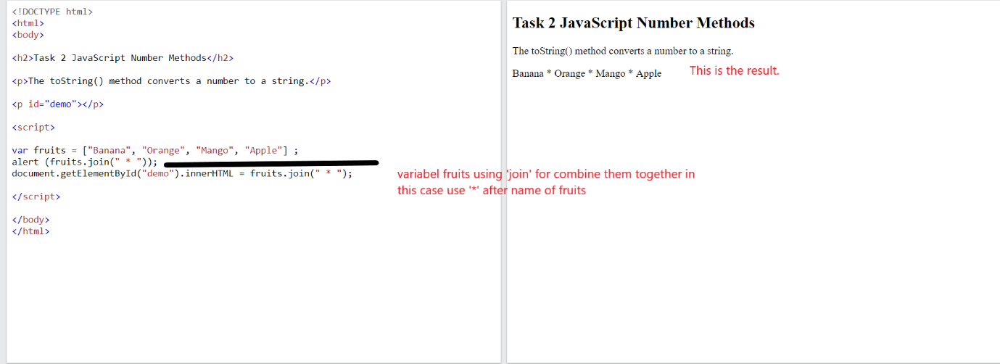 <!DOCTYPE html>
<html>
<body>
<h2>Task 2 JavaScript Number Methods</h2>
<p>The toString() method converts a number to a string.</p>
<p id="demo"></p>
<script>
var fruits = ["Banana", "Orange", "Mango", "Apple"] ;
alert (fruits.join(" * "));
document.getElementById("demo").innerHTML = fruits.join(" * ");
</script>
</body>
</html>
variabel fruits using 'join' for combine them together in
this case use '*' after name of fruits
Task 2 JavaScript Number Methods
The toString() method converts a number to a string.
Banana * Orange * Mango * Apple
This is the result.